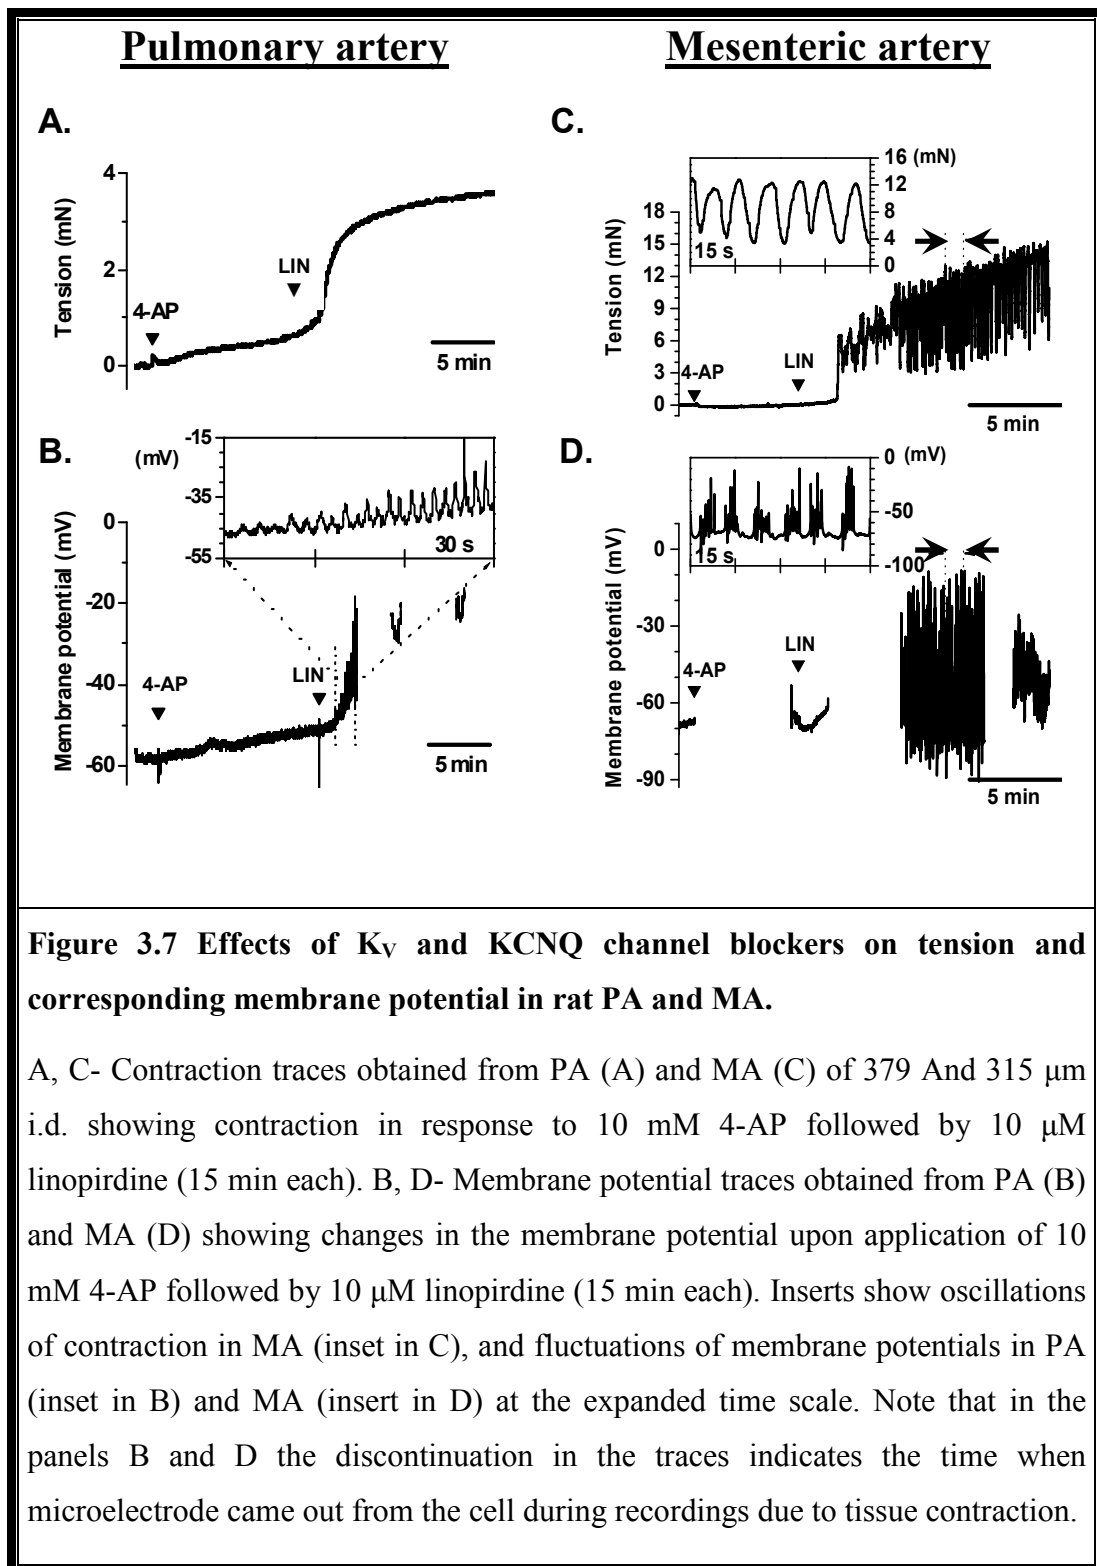 Pulmonary artery
Mesenteric artery
A.
4
2
0
Tension (mN)
4-AP
LIN
5 min
B.
(mV)
-15
-35
-55
30 s
0
-20
-40
-60
Membrane potential (mV)
4-AP
LIN
5 min
C.
16 (mN)
12
8
4
0
15 s
18
15
12
9
6
3
0
Tension (mN)
4-AP
LIN
5 min
D.
0 (mV)
-50
-100
15 s
0
-30
-60
-90
Membrane potential (mV)
4-AP
LIN
5 min
Figure 3.7 Effects of KV and KCNQ channel blockers on tension and
corresponding membrane potential in rat PA and MA.
A, C- Contraction traces obtained from PA (A) and MA (C) of 379 And 315 μm
i.d. showing contraction in response to 10 mM 4-AP followed by 10 μM
linopirdine (15 min each). B, D- Membrane potential traces obtained from PA (B)
and MA (D) showing changes in the membrane potential upon application of 10
mM 4-AP followed by 10 μM linopirdine (15 min each). Inserts show oscillations
of contraction in MA (inset in C), and fluctuations of membrane potentials in PA
(inset in B) and MA (insert in D) at the expanded time scale. Note that in the
panels B and D the discontinuation in the traces indicates the time when
microelectrode came out from the cell during recordings due to tissue contraction.